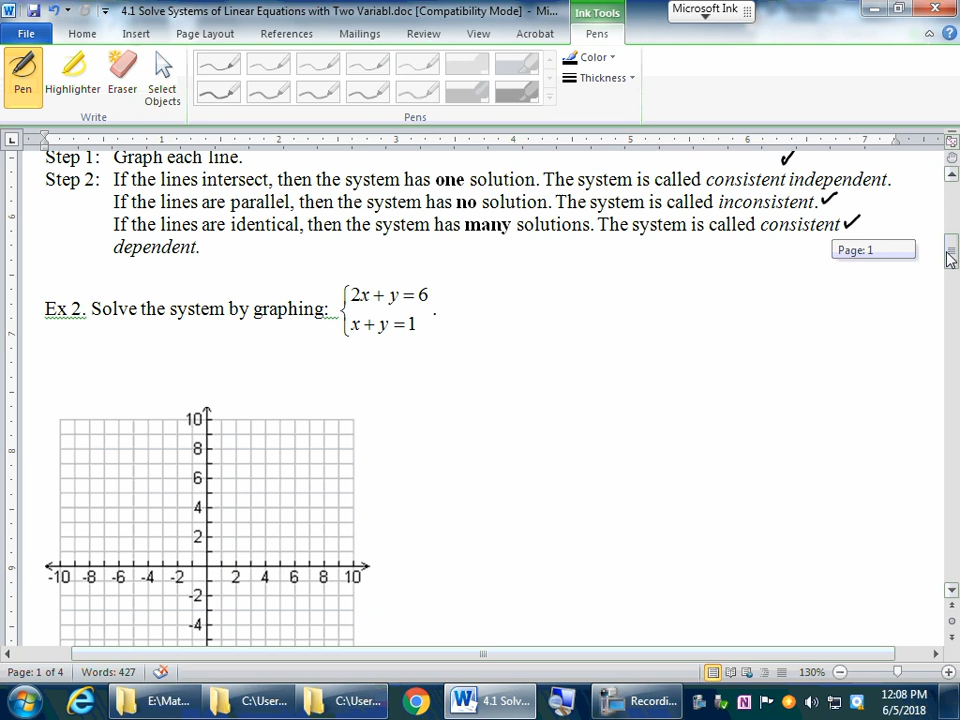 4.1 Solve Systems of Linear Equations with Two Variabl.doc [Compatibility Mode] - Mi...
Ink Tools
Microsoft Ink
File Home Insert Page Layout References Mailings Review View Acrobat Pens
Pen Highlighter Eraser Select Objects
Color
Thickness
Write
Pens
1 2 3 4 5 6 7
Step 1: Graph each line.
Step 2: If the lines intersect, then the system has one solution. The system is called consistent independent.
If the lines are parallel, then the system has no solution. The system is called inconsistent.
If the lines are identical, then the system has many solutions. The system is called consistent
dependent.
Page: 1
Ex 2. Solve the system by graphing: { 2x + y = 6
x + y = 1 .
10
8
6
4
2
-10 -8 -6 -4 -2 2 4 6 8 10
-2
-4
Page: 1 of 4 Words: 427 130%
E\Mat... C:\User... C:\User... 4.1 Solv... Recordi...
12:08 PM
6/5/2018